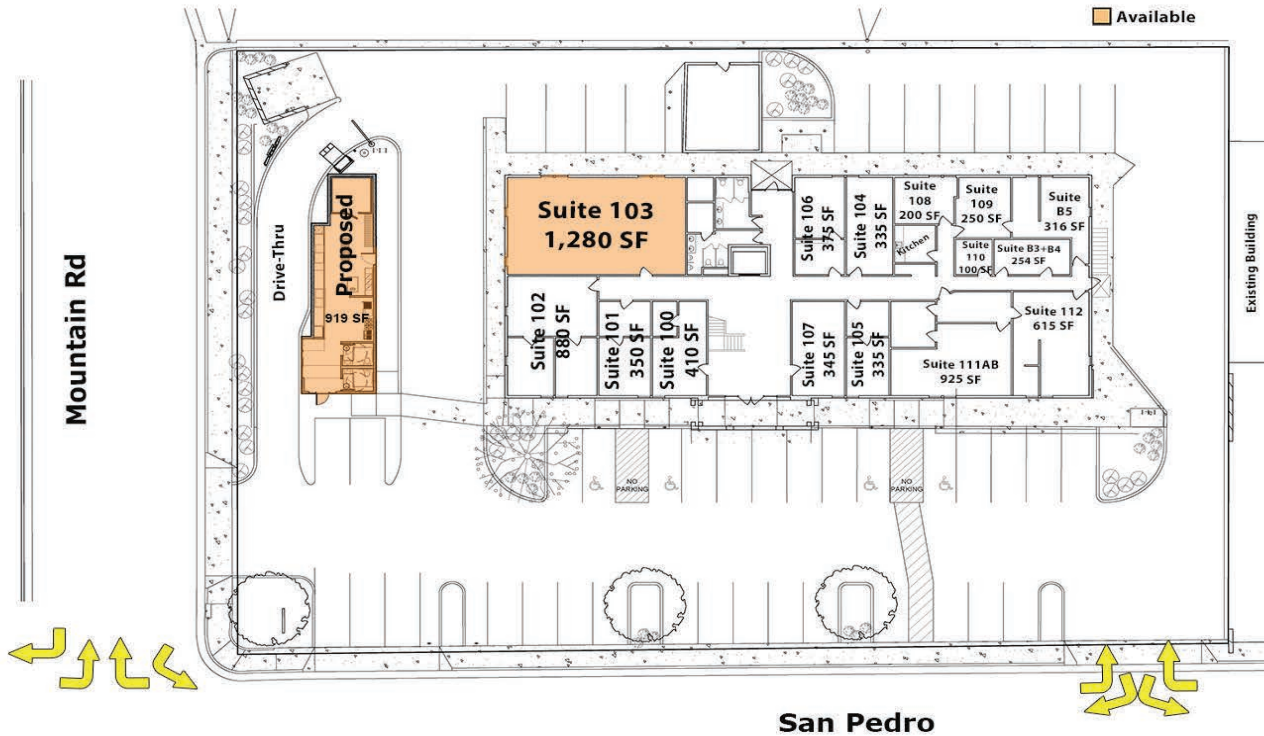 Available
Mountain Rd
Drive-Thru
Proposed
919 SF
Suite 103
1,280 SF
Suite 106
375 SF
Suite 104
335 SF
Suite
108
200 SF
Kitchen
Suite
109
250 SF
Suite
B5
316 SF
Suite
110
100 SF
Suite B3+B4
254 SF
Suite 102
880 SF
Suite 101
350 SF
Suite 100
410 SF
Suite 107
345 SF
Suite 105
335 SF
Suite 111AB
925 SF
Suite 112
615 SF
Existing Building
NO
PARKING
NO
PARKING
San Pedro